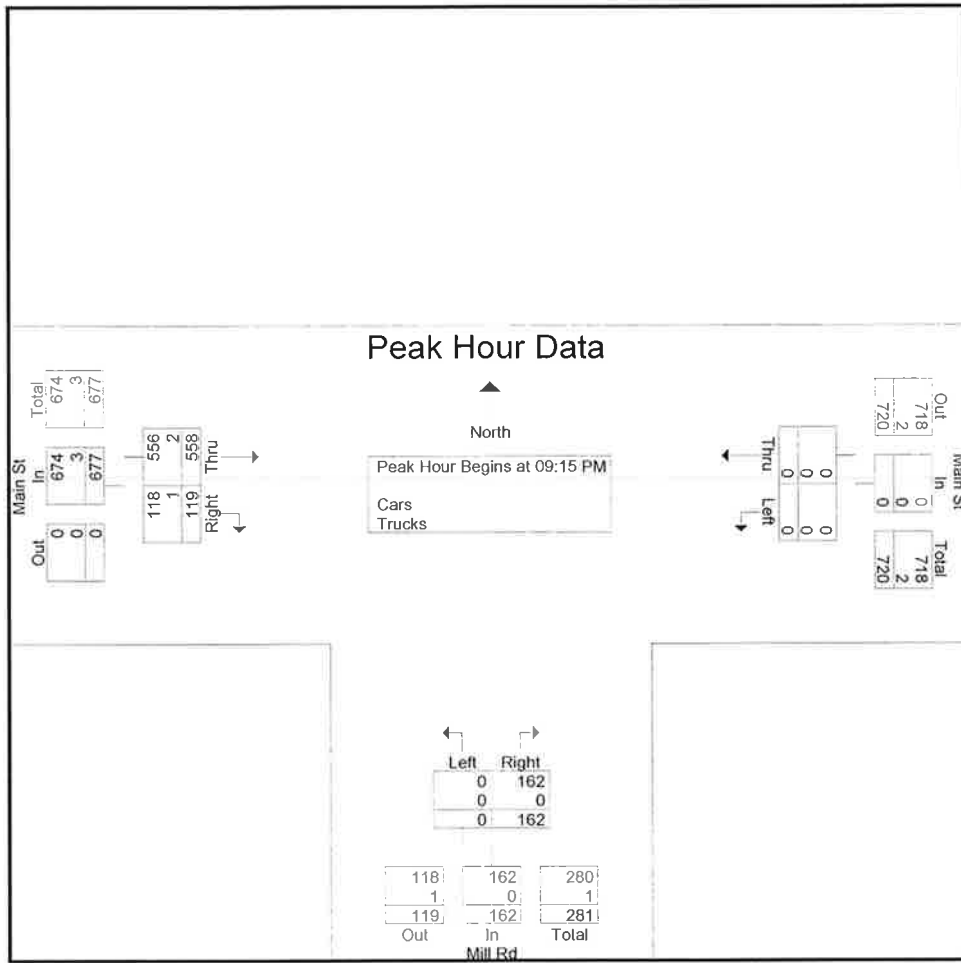 Peak Hour Data
North
Peak Hour Begins at 09:15 PM
Cars
Trucks
Main St
Total
674
3
677
In
674
3
677
Out
0
0
0
556
2
558
Thru
118
1
119
Right
Thru
0
0
0
Left
0
0
0
Main St
Out
718
2
720
In
0
0
0
Total
718
2
720
Left Right
0 162
0 0
0 162
118 162 280
1 0 1
119 162 281
Out In Total
Mill Rd